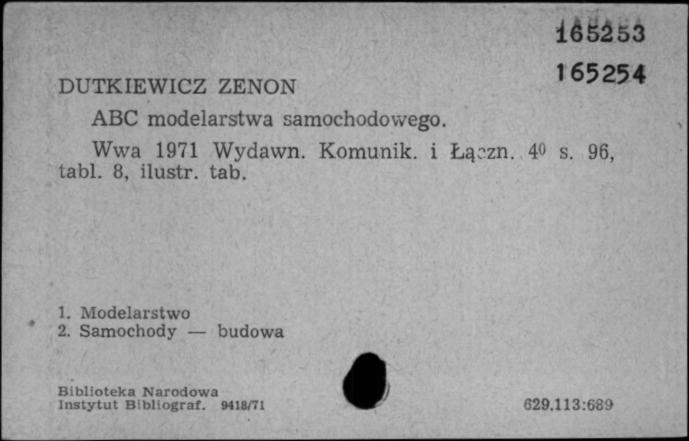 165253
165254
DUTKIEWICZ ZENON
ABC modelarstwa samochodowego.
Wwa 1971 Wydawn. Komunik. i Łączn. 4⁰ s. 96,
tabl. 8, ilustr. tab.
1. Modelarstwo
2. Samochody — budowa
Biblioteka Narodowa
Instytut Bibliograf. 9418/71
629.113:689